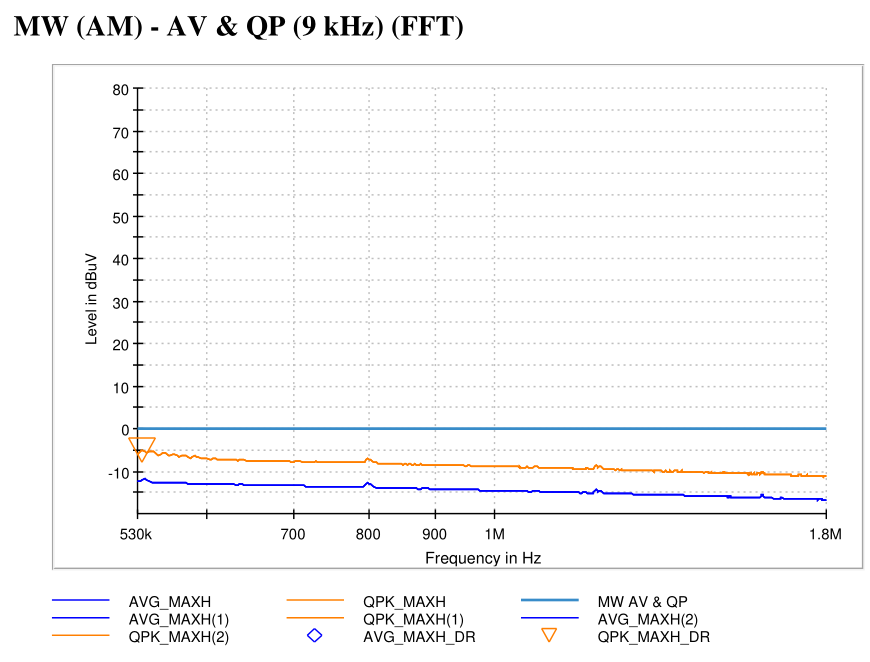 MW (AM) - AV & QP (9 kHz) (FFT)
80
70
60
50
40
30
20
10
0
-10
Level in dBuV
530k 700 800 900 1M 1.8M
Frequency in Hz
AVG_MAXH QPK_MAXH MW AV & QP
AVG_MAXH(1) QPK_MAXH(1) AVG_MAXH(2)
QPK_MAXH(2) AVG_MAXH_DR QPK_MAXH_DR